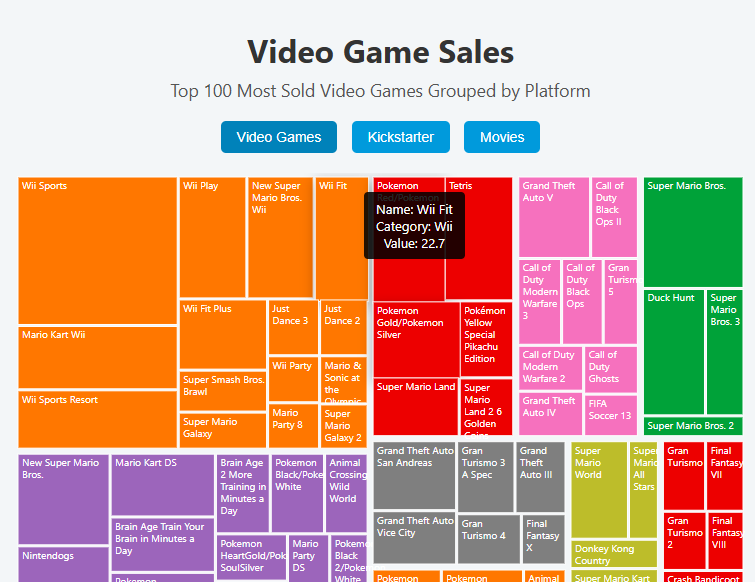 Video Game Sales
Top 100 Most Sold Video Games Grouped by Platform
Video Games
Kickstarter
Movies
Wii Sports
Mario Kart Wii
Wii Sports Resort
Wii Play
New Super
Mario Bros.
Wii
Wii Fit
Wii Fit Plus
Just
Dance 3
Just
Dance 2
Super Smash Bros.
Brawl
Wii Party
Mario &
Sonic at
the
Olympic
Super Mario
Galaxy
Mario
Party 8
Super
Mario
Galaxy 2
Pokemon
Red/Pokemon
Tetris
Name: Wii Fit
Category: Wii
Value: 22.7
Pokemon
Gold/Pokemon
Silver
Pokémon
Yellow
Special
Pikachu
Edition
Super Mario Land
Super
Mario
Land 2 6
Golden
Coins
Grand Theft
Auto V
Call of
Duty
Black
Ops II
Call of
Duty
Modern
Warfare
3
Call of
Duty
Black
Ops
Gran
Turism
5
Call of Duty
Modern
Warfare 2
Call of
Duty
Ghosts
Grand Theft
Auto IV
FIFA
Soccer 13
Super Mario Bros.
Duck Hunt
Super
Mario
Bros. 3
Super Mario Bros. 2
New Super Mario
Bros.
Nintendogs
Mario Kart DS
Brain Age Train Your
Brain in Minutes a
Day
Pokemon
Brain Age
2 More
Training in
Minutes a
Day
Pokemon
Black/Poke
White
Animal
Crossing
Wild
World
Pokemon
HeartGold/Pok
SoulSilver
Mario
Party
DS
Pokemo
Black
2/Poke
White
Grand Theft Auto
San Andreas
Gran
Turismo 3
A Spec
Grand
Theft
Auto III
Grand Theft Auto
Vice City
Gran
Turismo 4
Final
Fantasy
X
Pokemon
Pokemon
Animal
Super
Mario
World
Super
Mario
All
Stars
Donkey Kong
Country
Super Mario Kart
Gran
Turismo
Final
Fantasy
VII
Gran
Turismo
2
Final
Fantasy
VIII
Crash Bandicoot